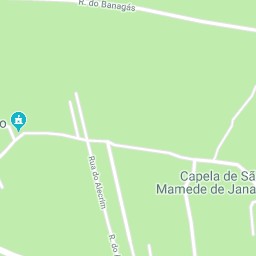 R. do Banagás
o
Rua do Alecrim
Capela de Sã
Mamede de Jana
R. do A